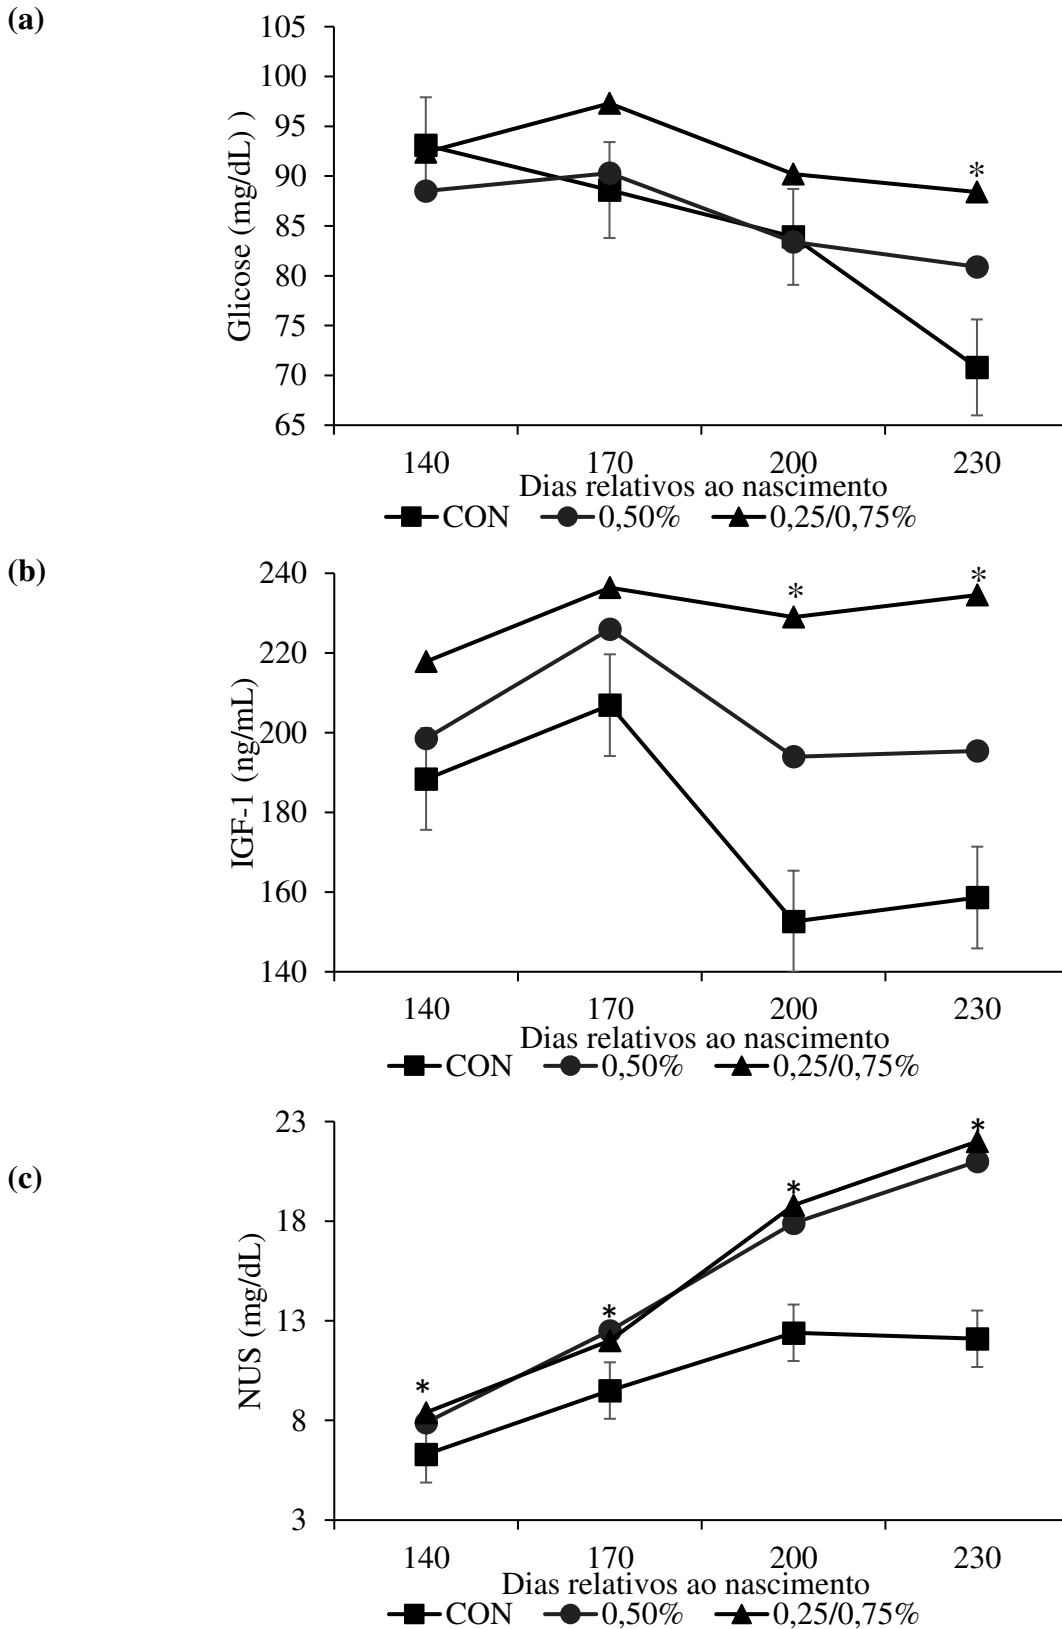 (a)
Glicose (mg/dL) )
105
100
95
90
85
80
75
70
65
*
140 170 200 230
Dias relativos ao nascimento
CON 0,50% 0,25/0,75%
(b)
IGF-1 (ng/mL)
240
220
200
180
160
140
* *
140 170 200 230
Dias relativos ao nascimento
CON 0,50% 0,25/0,75%
(c)
NUS (mg/dL)
23
18
13
8
3
* * * *
140 170 200 230
Dias relativos ao nascimento
CON 0,50% 0,25/0,75%